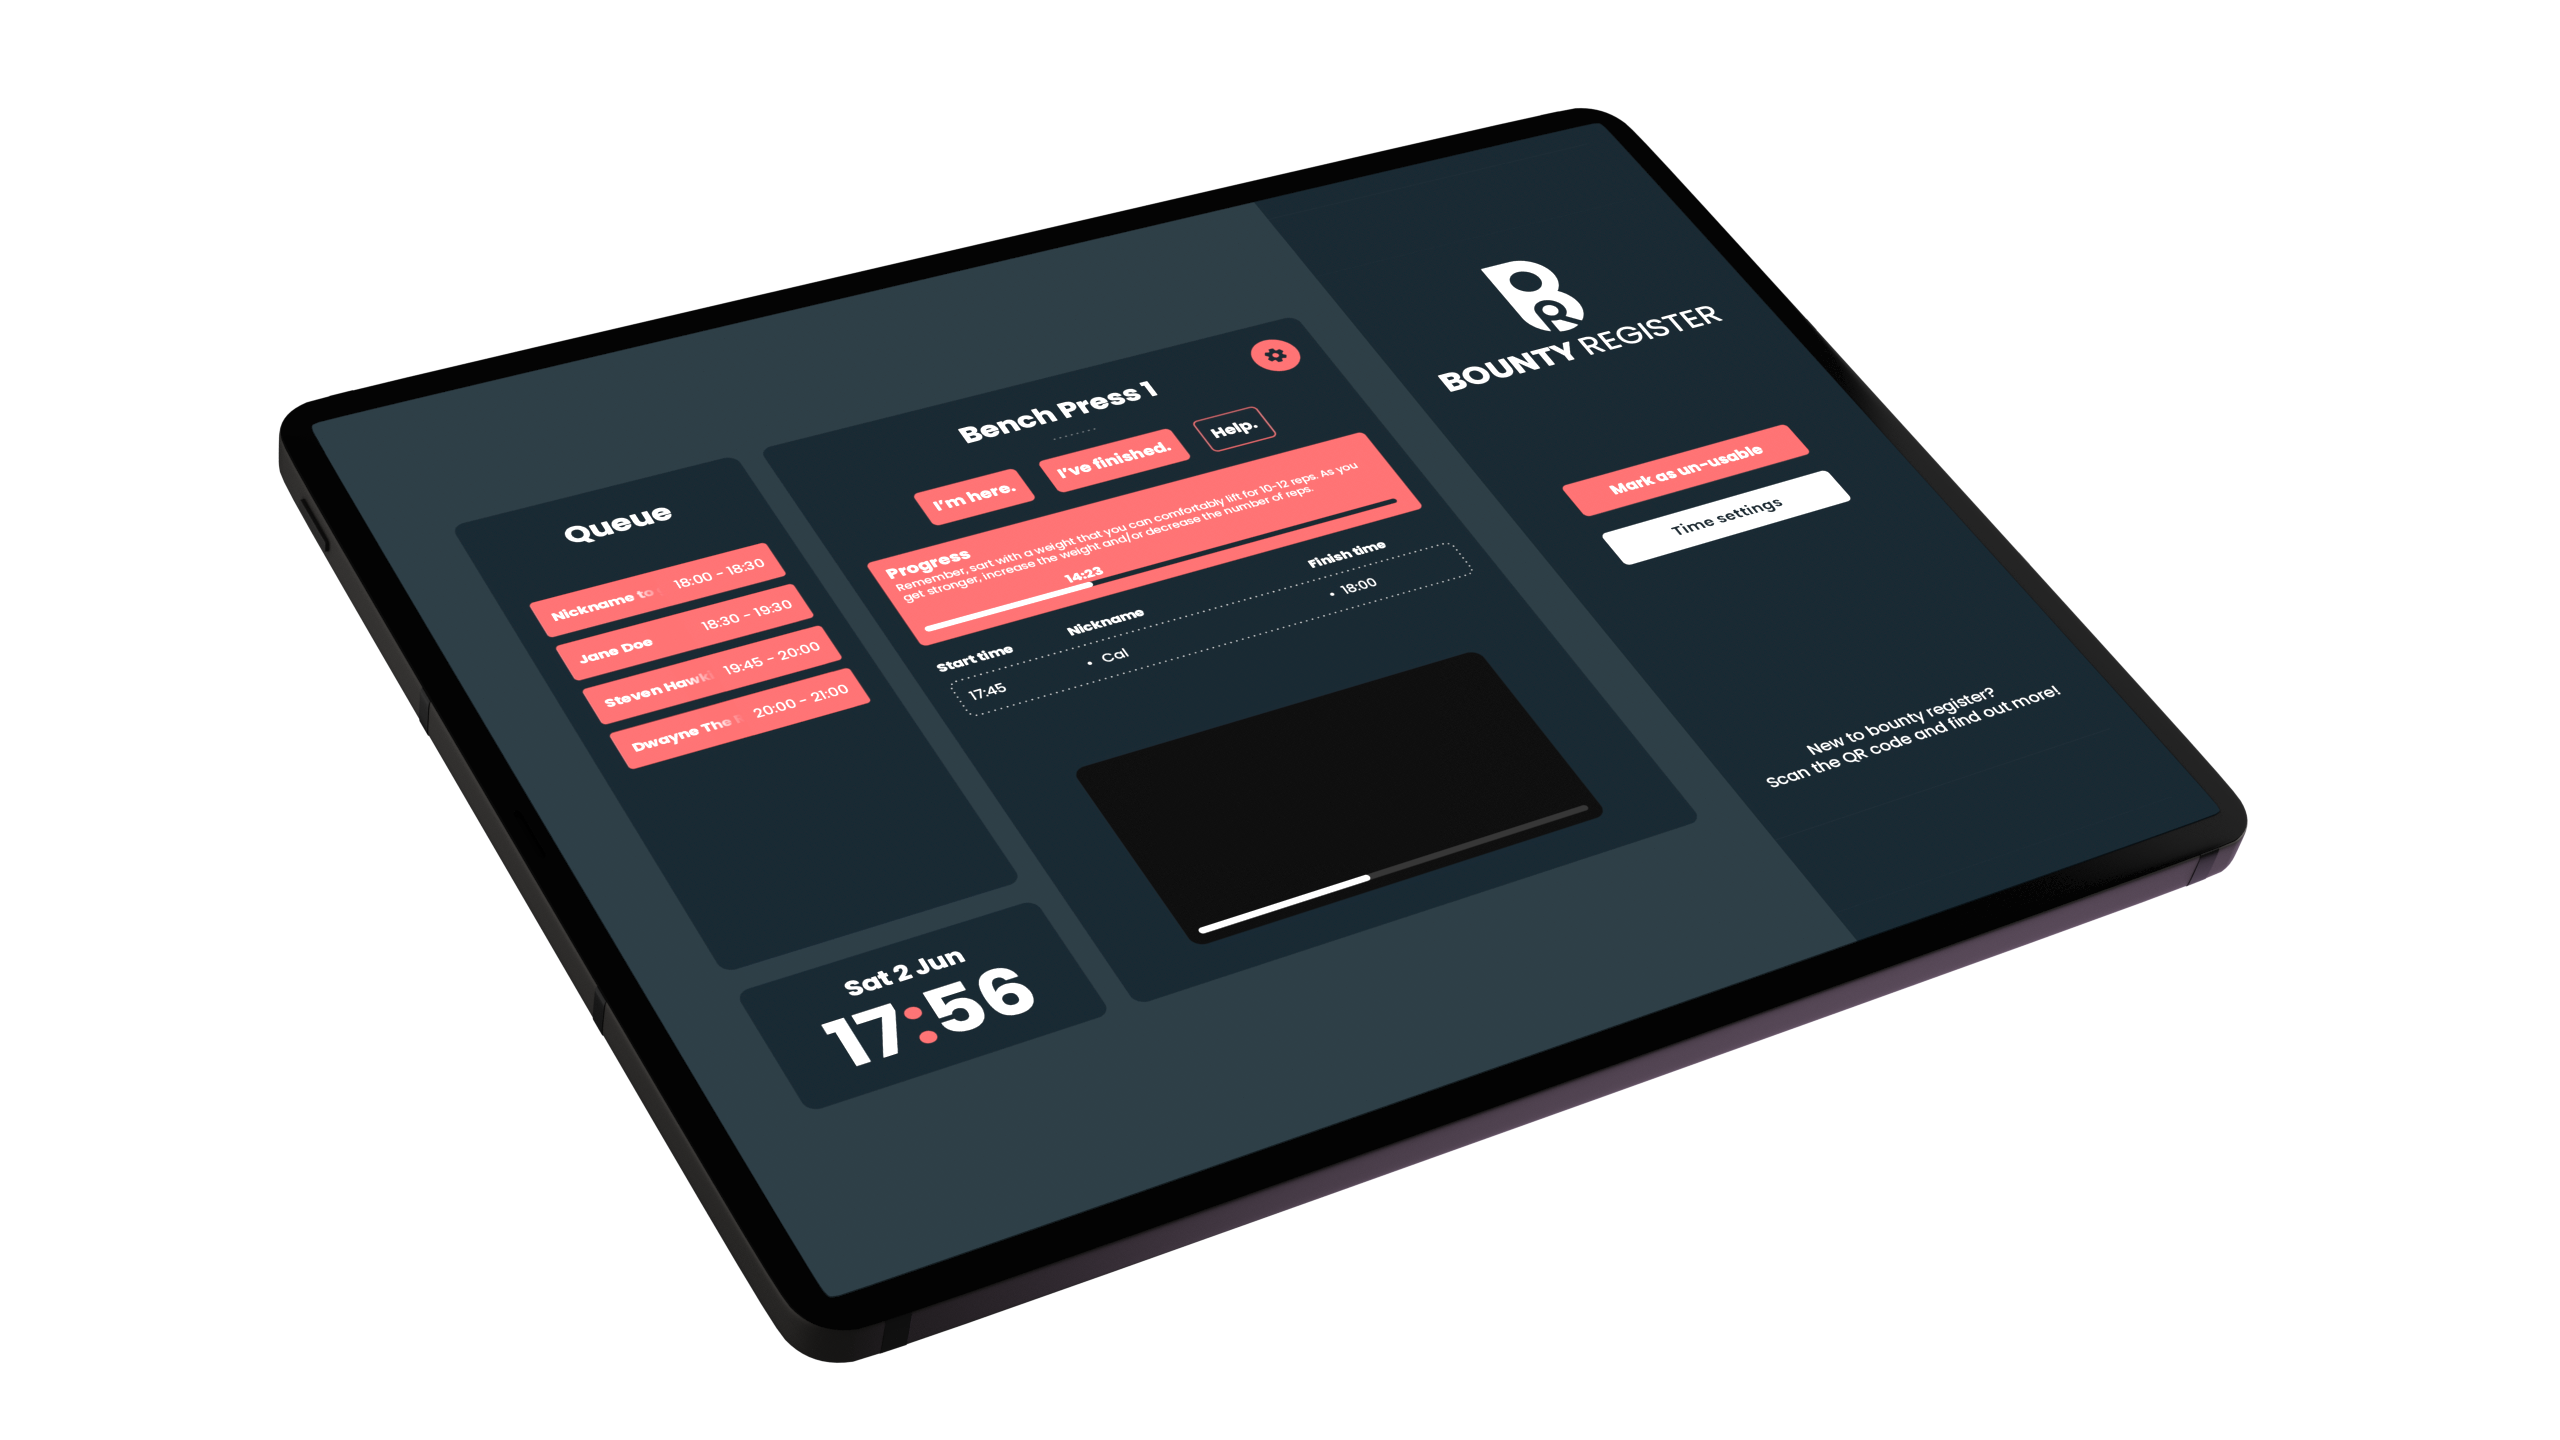 Queue
Nickname to 18:00 - 18:30
Jane Doe 18:30 - 19:30
Steven Hawki 19:45 - 20:00
Dwayne The 20:00 - 21:00
Sat 2 Jun
17:56
Bench Press 1
I'm here. I've finished. Help.
Progress
Remember, sart with a weight that you can comfortably lift for 10-12 reps. As you
get stronger, increase the weight and/or decrease the number of reps.
14:23
Start time Nickname Finish time
17:45 • Cal • 18:00
BR
BOUNTY REGISTER
Mark as un-usable
Time settings
New to bounty register?
Scan the QR code and find out more!